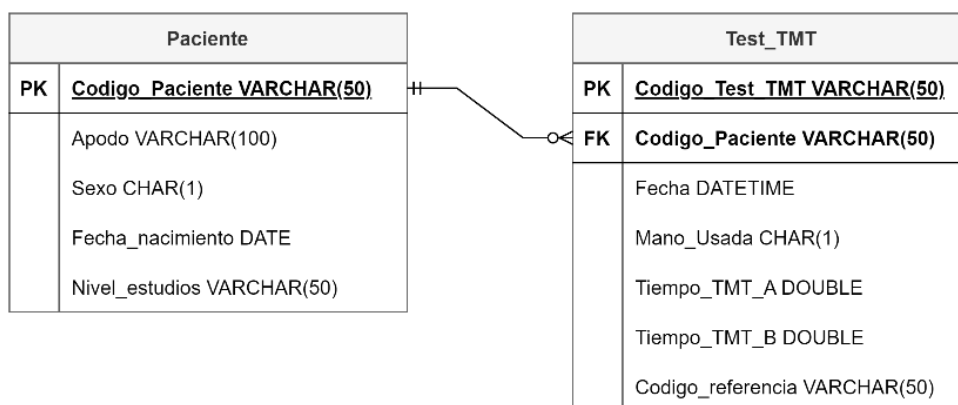 Paciente
PK Codigo_Paciente VARCHAR(50)
Apodo VARCHAR(100)
Sexo CHAR(1)
Fecha_nacimiento DATE
Nivel_estudios VARCHAR(50)
Test_TMT
PK Codigo_Test_TMT VARCHAR(50)
FK Codigo_Paciente VARCHAR(50)
Fecha DATETIME
Mano_Usada CHAR(1)
Tiempo_TMT_A DOUBLE
Tiempo_TMT_B DOUBLE
Codigo_referencia VARCHAR(50)